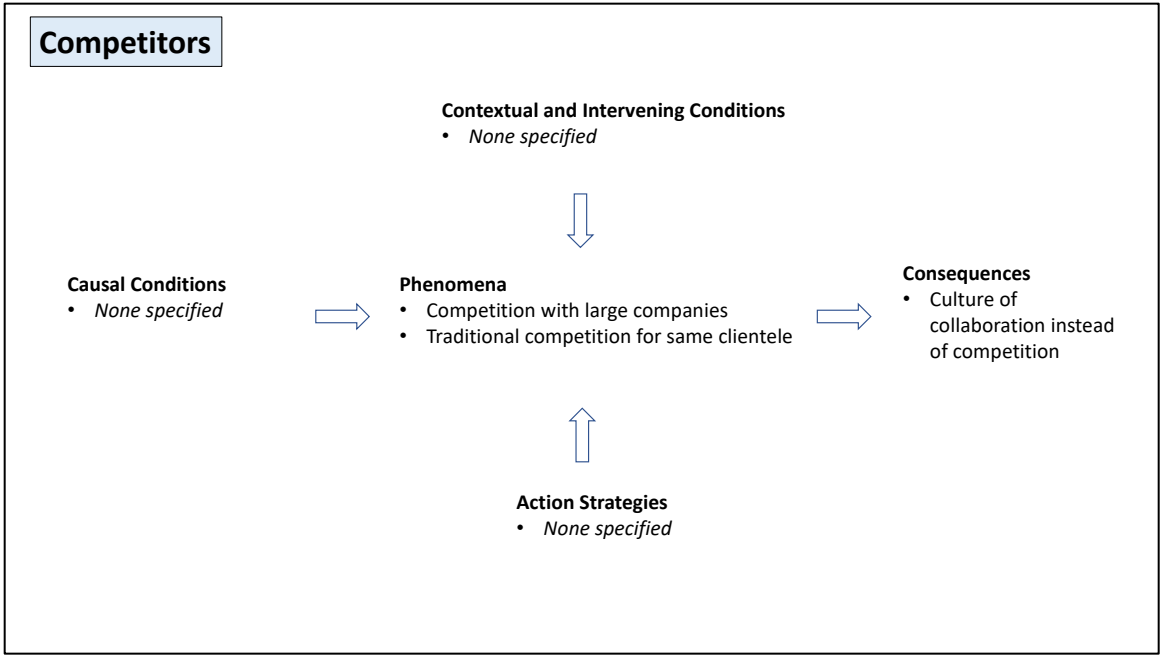 Competitors
Contextual and Intervening Conditions
• None specified
Causal Conditions
• None specified
Phenomena
• Competition with large companies
• Traditional competition for same clientele
Consequences
• Culture of
collaboration instead
of competition
Action Strategies
• None specified